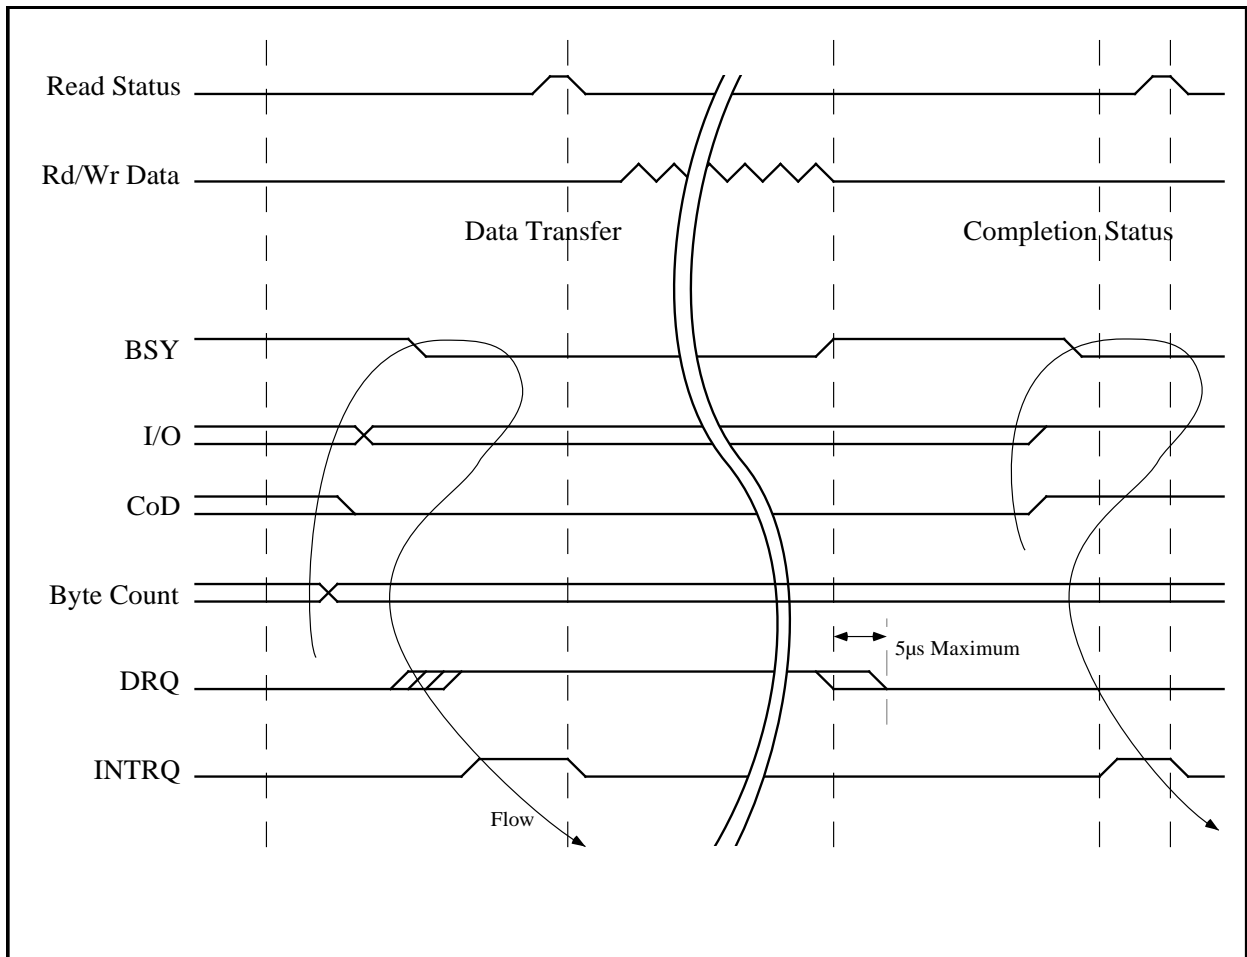 Read Status
Rd/Wr Data
Data Transfer
Completion Status
BSY
I/O
CoD
Byte Count
5µs Maximum
DRQ
INTRQ
Flow